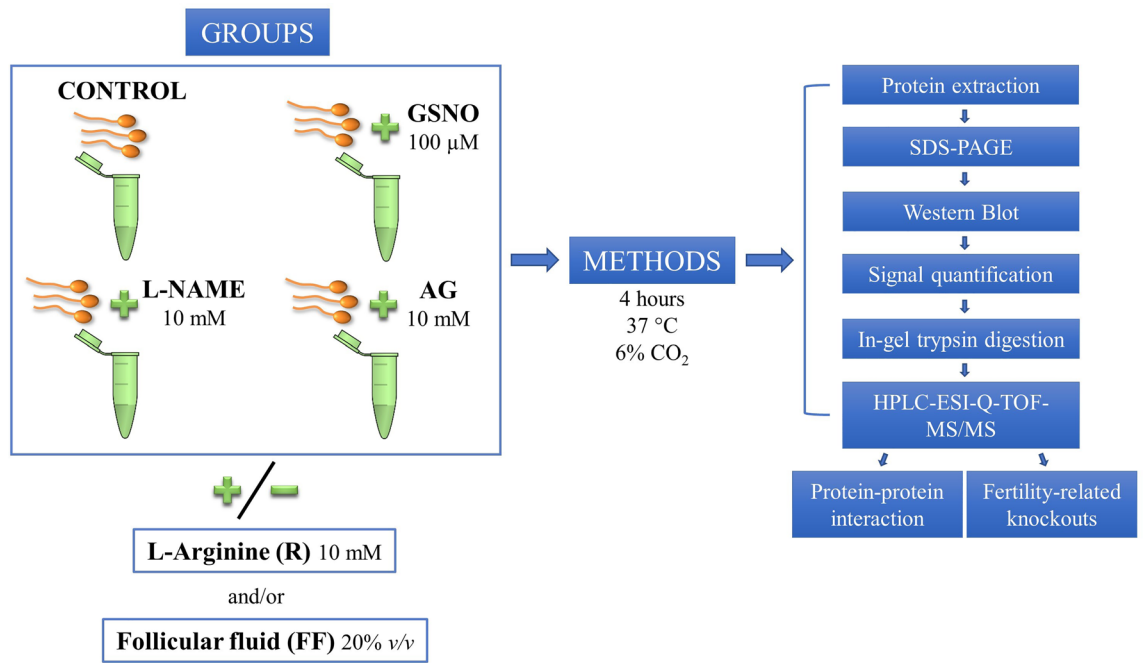 GROUPS
CONTROL
GSNO
100 µM
L-NAME
10 mM
AG
10 mM
L-Arginine (R) 10 mM
and/or
Follicular fluid (FF) 20% v/v
METHODS
4 hours
37 °C
6% CO₂
Protein extraction
SDS-PAGE
Western Blot
Signal quantification
In-gel trypsin digestion
HPLC-ESI-Q-TOF-
MS/MS
Protein-protein
interaction
Fertility-related
knockouts